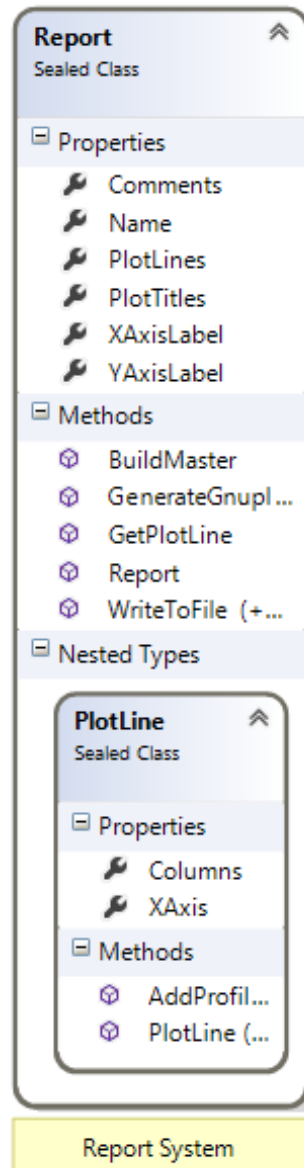 Report
Sealed Class
Properties
Comments
Name
PlotLines
PlotTitles
XAxisLabel
YAxisLabel
Methods
BuildMaster
GenerateGnupl...
GetPlotLine
Report
WriteToFile (+...
Nested Types
PlotLine
Sealed Class
Properties
Columns
XAxis
Methods
AddProfil...
PlotLine (...
Report System